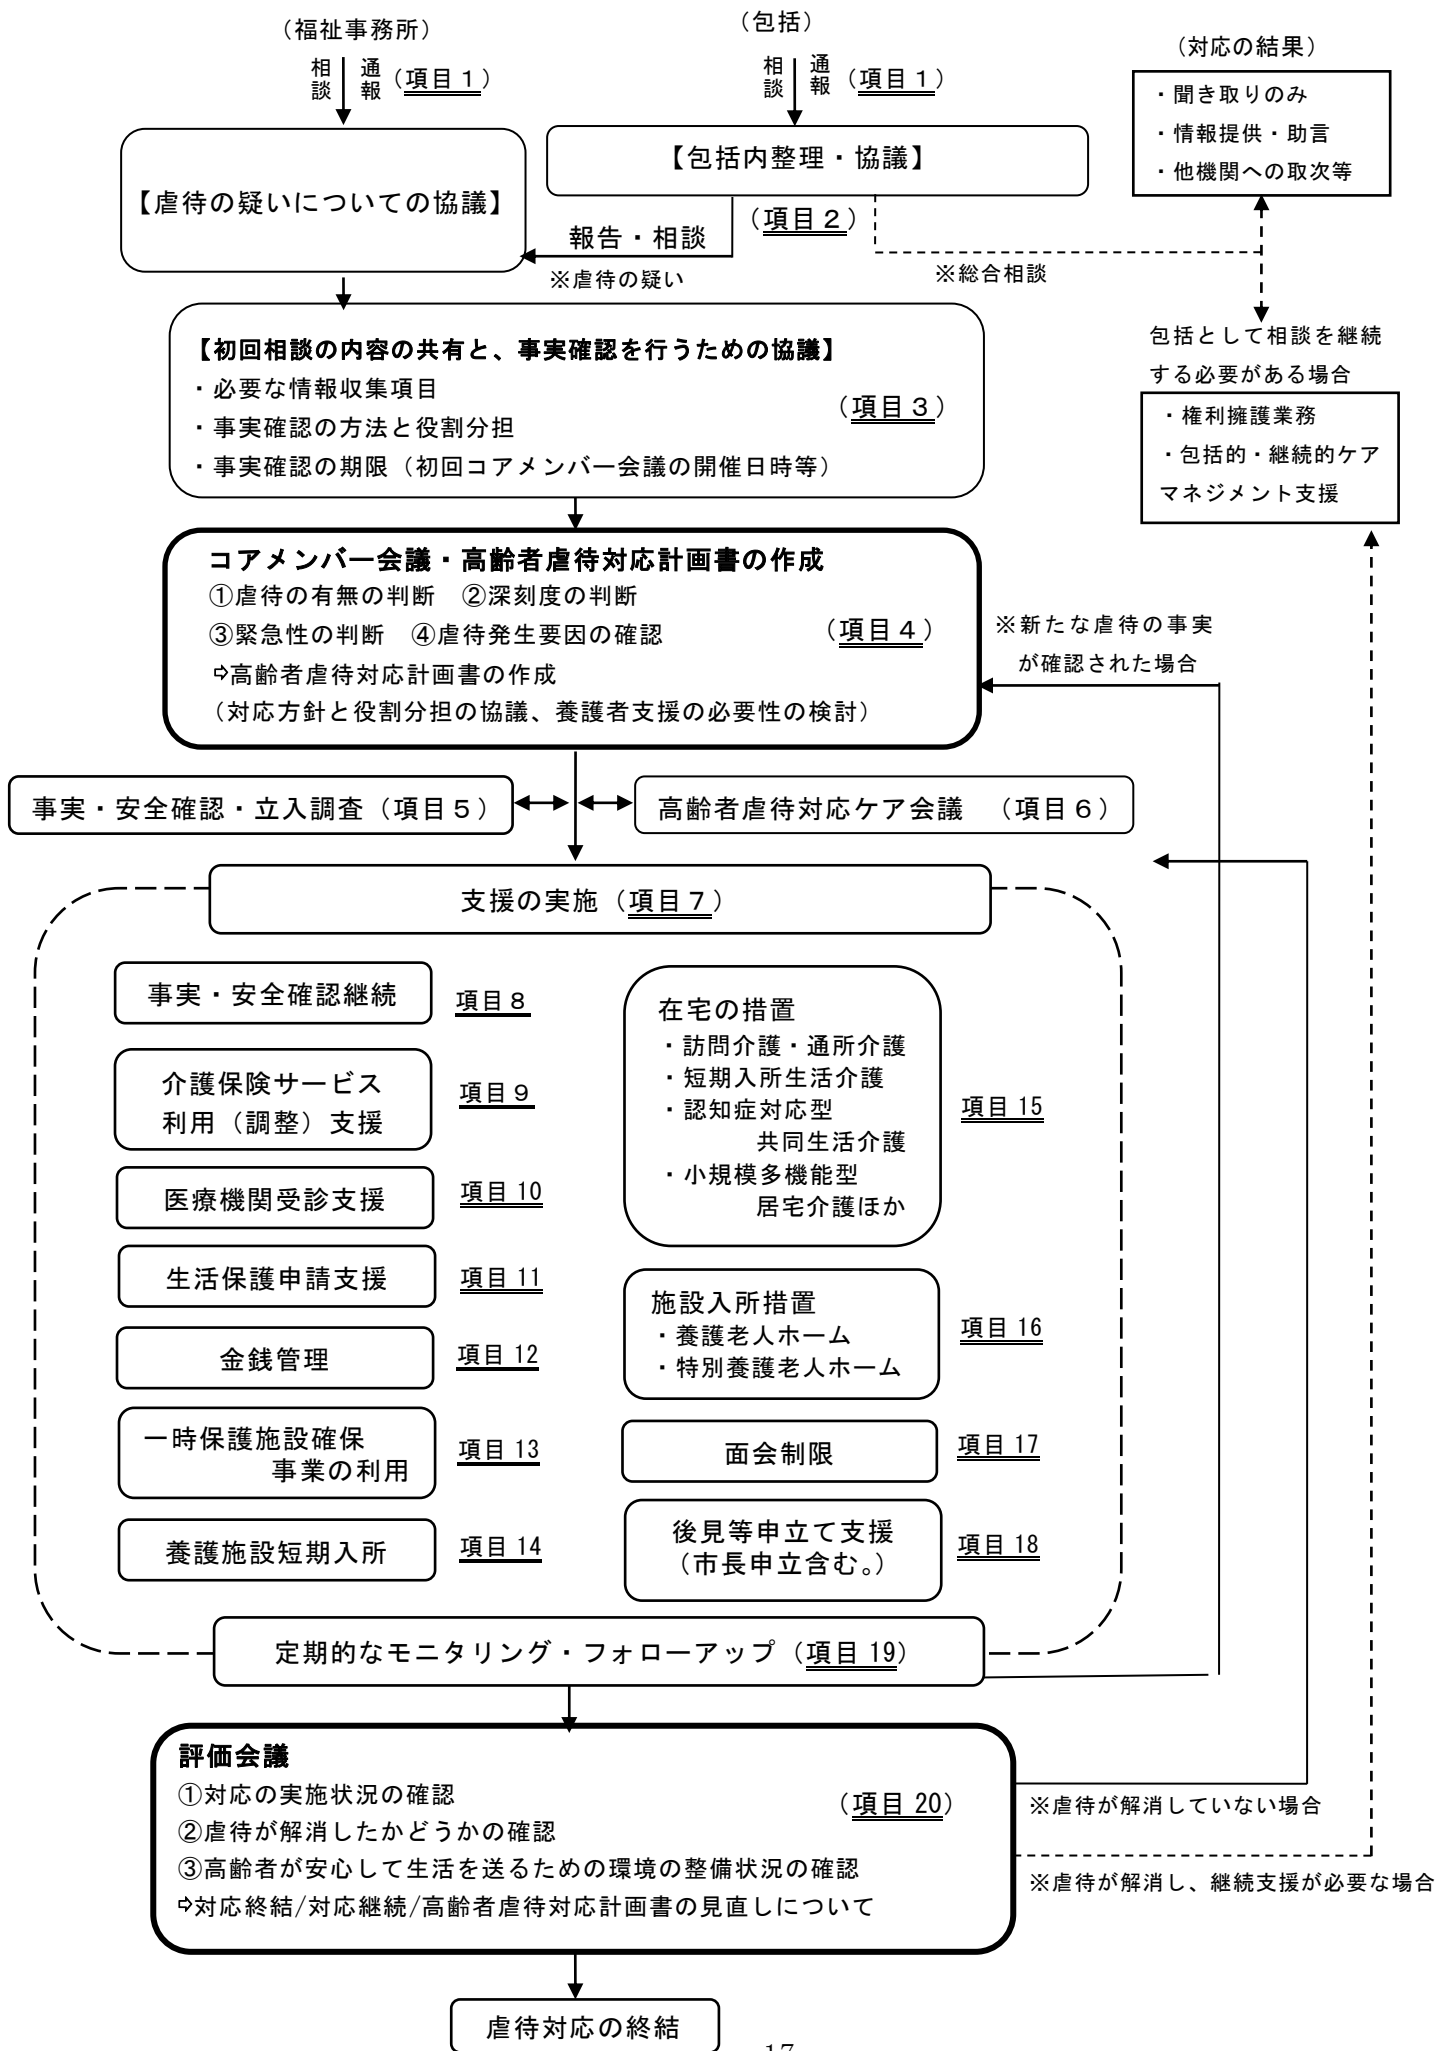 （福祉事務所）
相談
通報
（項目１）
（包括）
相談
通報
（項目１）
（対応の結果）
・聞き取りのみ
・情報提供・助言
・他機関への取次等
【虐待の疑いについての協議】
【包括内整理・協議】
（項目２）
報告・相談
※虐待の疑い
※総合相談
包括として相談を継続
する必要がある場合
・権利擁護業務
・包括的・継続的ケア
マネジメント支援
【初回相談の内容の共有と、事実確認を行うための協議】
・必要な情報収集項目
・事実確認の方法と役割分担
・事実確認の期限（初回コアメンバー会議の開催日時等）
（項目３）
コアメンバー会議・高齢者虐待対応計画書の作成
①虐待の有無の判断　②深刻度の判断
③緊急性の判断　④虐待発生要因の確認
⇨高齢者虐待対応計画書の作成
（対応方針と役割分担の協議、養護者支援の必要性の検討）
（項目４）
※新たな虐待の事実
が確認された場合
事実・安全確認・立入調査（項目５）
高齢者虐待対応ケア会議　（項目６）
支援の実施（項目７）
事実・安全確認継続
項目８
介護保険サービス
利用（調整）支援
項目９
医療機関受診支援
項目 10
生活保護申請支援
項目 11
金銭管理
項目 12
一時保護施設確保
事業の利用
項目 13
養護施設短期入所
項目 14
在宅の措置
・訪問介護・通所介護
・短期入所生活介護
・認知症対応型
共同生活介護
・小規模多機能型
居宅介護ほか
項目 15
施設入所措置
・養護老人ホーム
・特別養護老人ホーム
項目 16
面会制限
項目 17
後見等申立て支援
（市長申立含む。）
項目 18
定期的なモニタリング・フォローアップ（項目 19）
評価会議
①対応の実施状況の確認
②虐待が解消したかどうかの確認
③高齢者が安心して生活を送るための環境の整備状況の確認
⇨対応終結/対応継続/高齢者虐待対応計画書の見直しについて
（項目 20）
※虐待が解消していない場合
※虐待が解消し、継続支援が必要な場合
虐待対応の終結
17